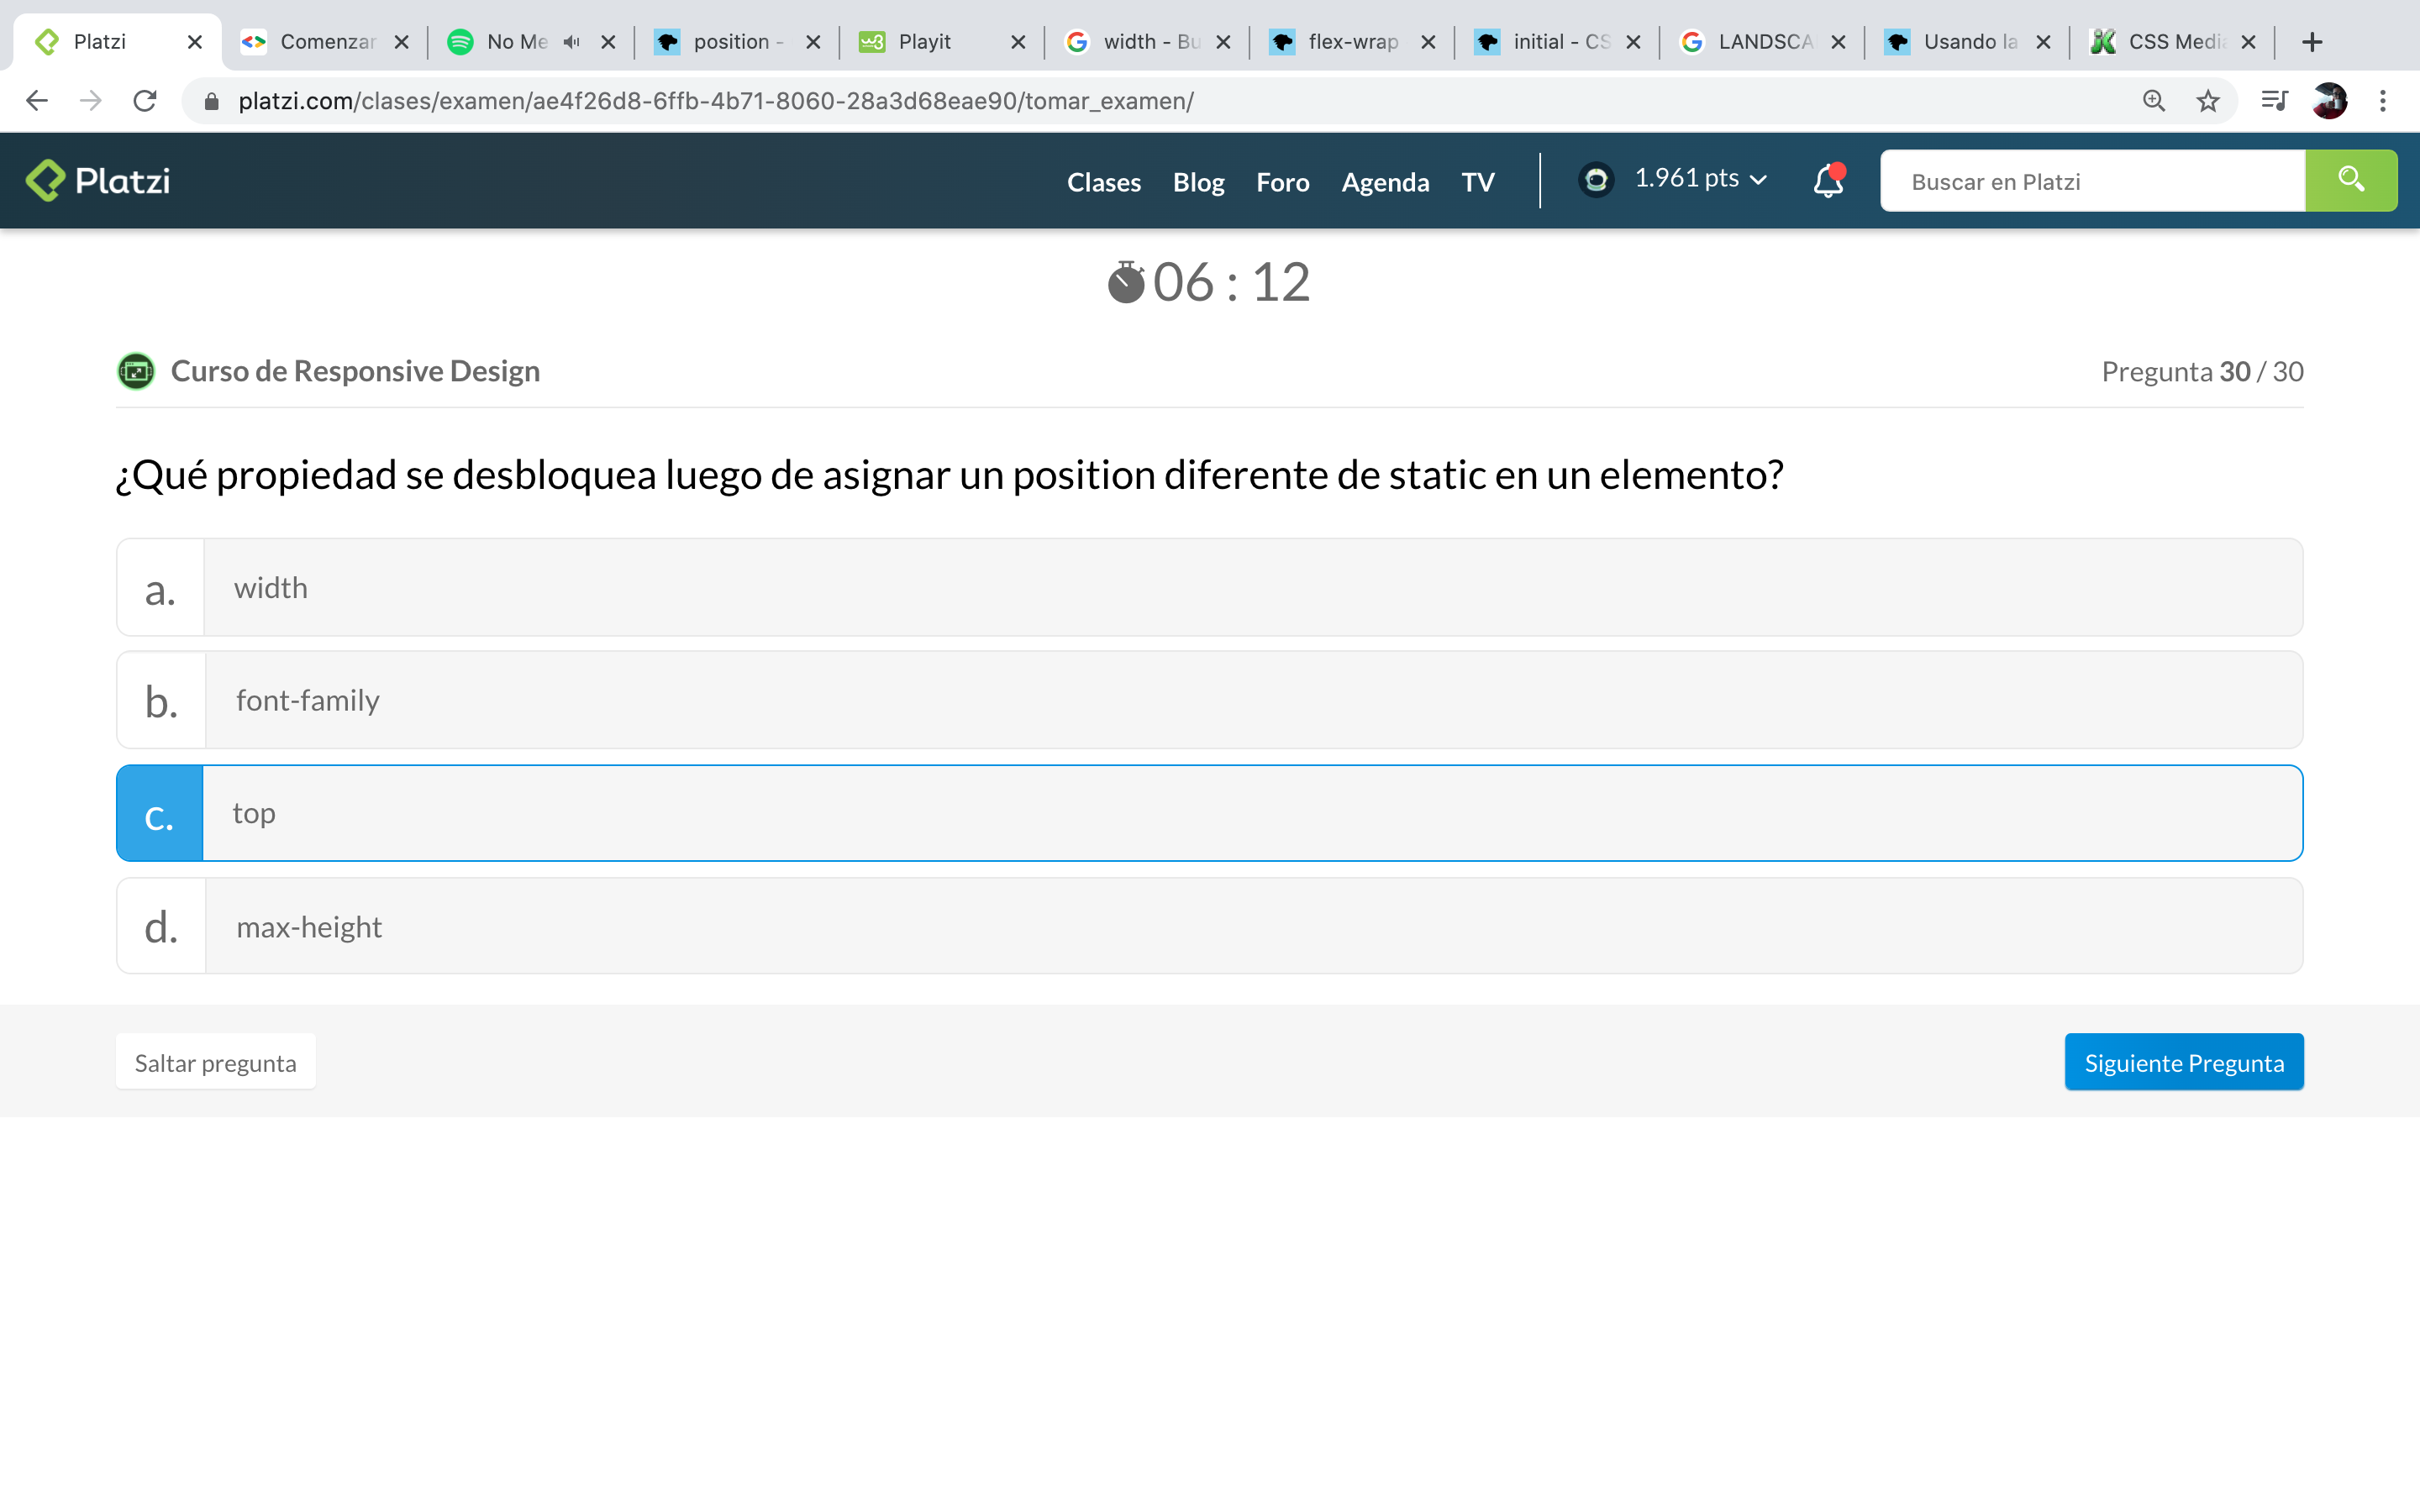 Platzi
Comenzar
No Me
position -
Playit
width - Bu
flex-wrap
initial - CS
LANDSCA
Usando la
CSS Media
platzi.com/clases/examen/ae4f26d8-6ffb-4b71-8060-28a3d68eae90/tomar_examen/
Platzi
Clases
Blog
Foro
Agenda
TV
1.961 pts
Buscar en Platzi
06 : 12
Curso de Responsive Design
Pregunta 30 / 30
¿Qué propiedad se desbloquea luego de asignar un position diferente de static en un elemento?
a. width
b. font-family
c. top
d. max-height
Saltar pregunta
Siguiente Pregunta